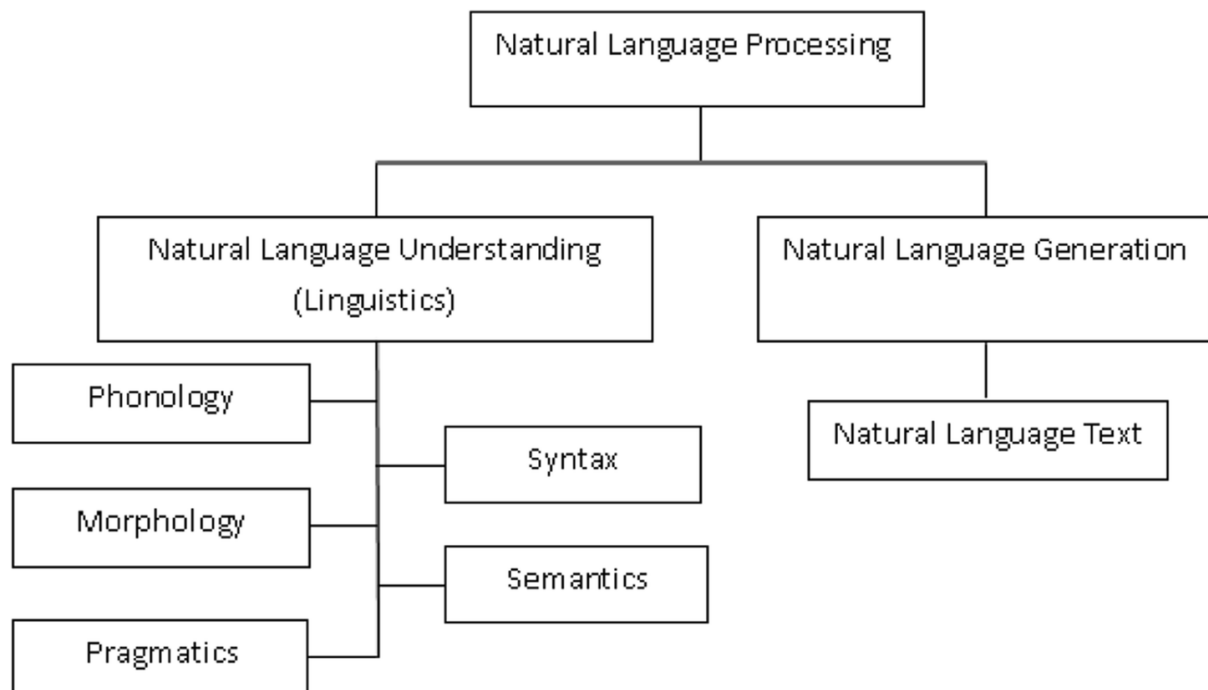 Natural Language Processing
Natural Language Understanding
(Linguistics)
Natural Language Generation
Phonology
Natural Language Text
Syntax
Morphology
Semantics
Pragmatics